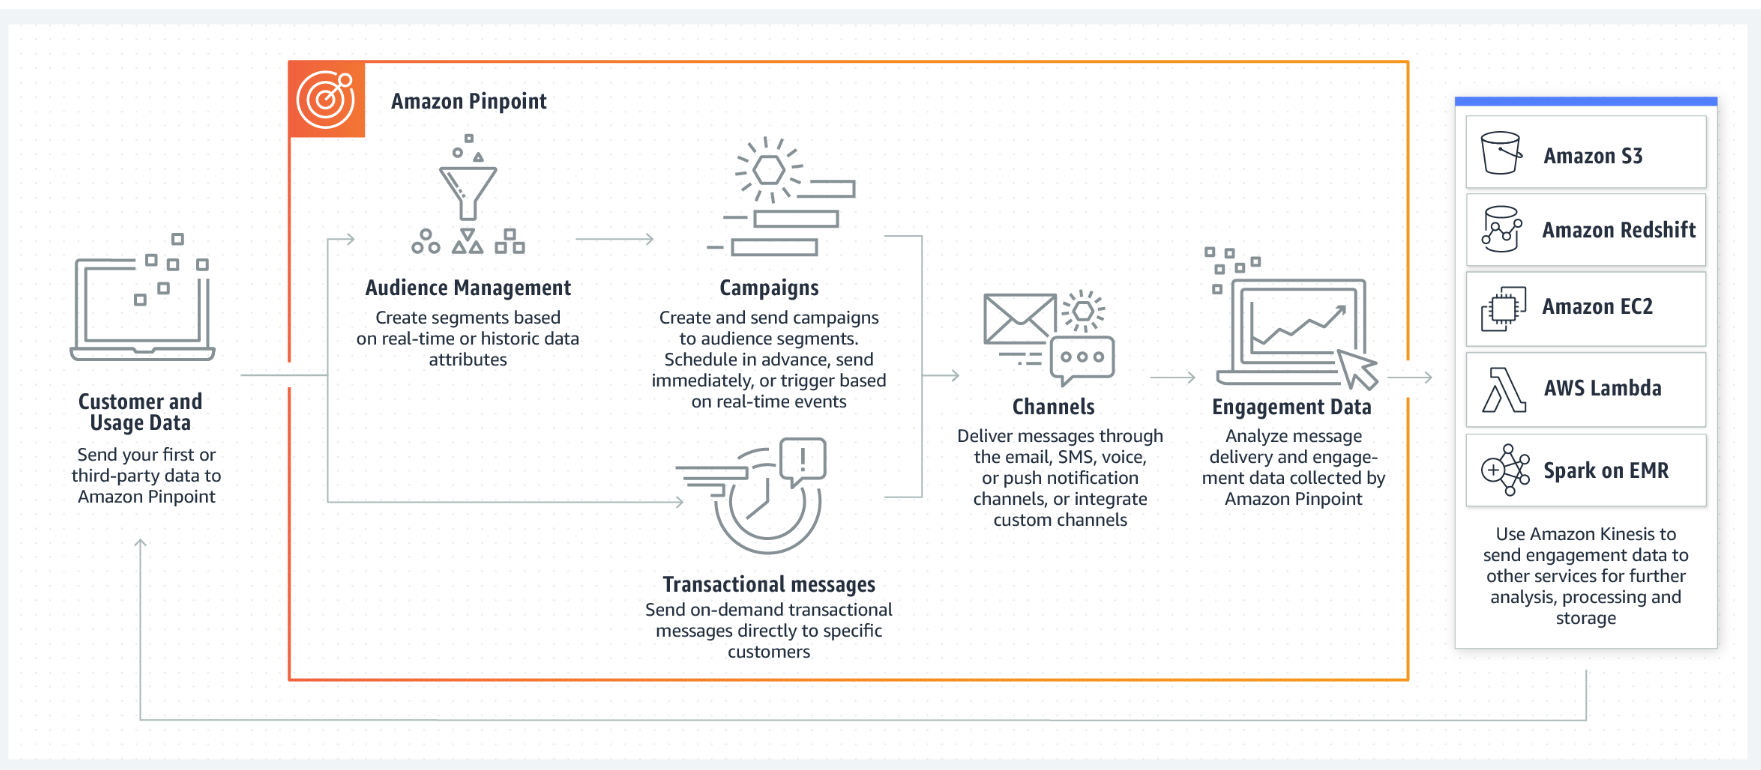 Amazon Pinpoint
Customer and
Usage Data
Send your first or
third-party data to
Amazon Pinpoint
Audience Management
Create segments based
on real-time or historic data
attributes
Campaigns
Create and send campaigns
to audience segments.
Schedule in advance, send
immediately, or trigger based
on real-time events
Transactional messages
Send on-demand transactional
messages directly to specific
customers
Channels
Deliver messages through
the email, SMS, voice,
or push notification
channels, or integrate
custom channels
Engagement Data
Analyze message
delivery and engage-
ment data collected by
Amazon Pinpoint
Amazon S3
Amazon Redshift
Amazon EC2
AWS Lambda
Spark on EMR
Use Amazon Kinesis to
send engagement data to
other services for further
analysis, processing and
storage